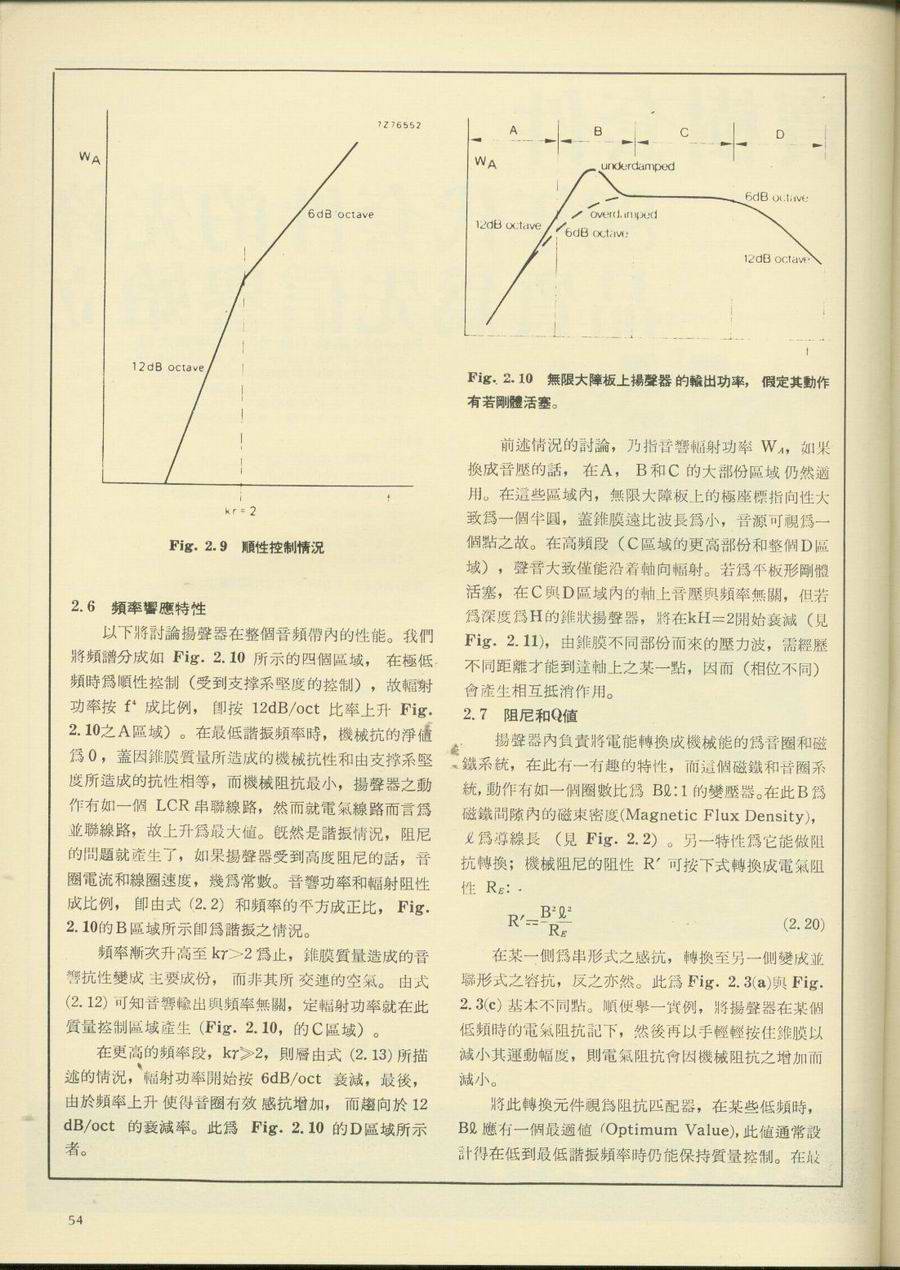 7Z76552
WA
6dB octave
12dB octave
kr = 2
f
Fig. 2.9 順性控制情況
2.6 頻率響應特性
以下將討論揚聲器在整個音頻帶內的性能。我們
將頻譜分成如 Fig. 2.10 所示的四個區域， 在極低
頻時爲順性控制（受到支撐系堅度的控制），故輻射
功率按 f⁴ 成比例， 卽按 12dB/oct 比率上升 Fig.
2.10之A區域）。在最低諧振頻率時，機械抗的淨値
爲0，蓋因錐膜質量所造成的機械抗性和由支撐系堅
度所造成的抗性相等，而機械阻抗最小，揚聲器之動
作有如一個 LCR 串聯線路，然而就電氣線路而言爲
並聯線路，故上升爲最大値。旣然是諧振情況，阻尼
的問題就產生了，如果揚聲器受到高度阻尼的話，音
圈電流和線圈速度，幾爲常數。音響功率和輻射阻性
成比例， 卽由式 (2.2) 和頻率的平方成正比， Fig.
2.10的B區域所示卽爲諧振之情況。
頻率漸次升高至 kr＞2 爲止，錐膜質量造成的音
響抗性變成 主要成份， 而非其所 交連的空氣。 由式
(2.12) 可知音響輸出與頻率無關，定輻射功率就在此
質量控制區域產生 (Fig. 2.10, 的C區域) 。
在更高的頻率段，kr≫2，則層由式 (2.13) 所描
述的情況，輻射功率開始按 6dB/oct 衰減，最後，
由於頻率上升 使得音圈有效 感抗增加， 而趨向於 12
dB/oct 的衰減率。此爲 Fig. 2.10 的D區域所示
者。
A B C D
WA
underdamped
6dB octave
overdamped
12dB octave
6dB octave
12dB octave
f
Fig. 2.10 無限大障板上揚聲器 的輸出功率， 假定其動作
有若剛體活塞。
前述情況的討論，乃指音響輻射功率 WA，如果
換成音壓的話， 在A， B和C 的大部份區域 仍然適
用。在這些區域內，無限大障板上的極座標指向性大
致爲一個半圓，蓋錐膜遠比波長爲小，音源可視爲一
個點之故。在高頻段（C區域的更高部份和整個D區
域），聲音大致僅能沿着軸向輻射。若爲平板形剛體
活塞，在C與D區域內的軸上音壓與頻率無關，但若
爲深度爲H的錐狀揚聲器，將在kH＝2開始衰減（見
Fig. 2.11)，由錐膜不同部份而來的壓力波，需經歷
不同距離才能到達軸上之某一點，因而（相位不同）
會產生相互抵消作用。
2.7 阻尼和Q値
揚聲器內負責將電能轉換成機械能的爲音圈和磁
鐵系統，在此有一有趣的特性，而這個磁鐵和音圈系
統,動作有如一個圈數比爲 Bℓ:1 的變壓器。在此B爲
磁鐵間隙內的磁束密度(Magnetic Flux Density)，
ℓ爲導線長 （見 Fig. 2.2）。另一特性爲它能做阻
抗轉換；機械阻尼的阻性 R′ 可按下式轉換成電氣阻
性 RE：
R′＝B²ℓ²/RE (2.20)
在某一側爲串形式之感抗，轉換至另一側變成並
聯形式之容抗，反之亦然。此爲 Fig. 2.3(a)與 Fig.
2.3(c) 基本不同點。順便擧一實例，將揚聲器在某個
低頻時的電氣阻抗記下，然後再以手輕輕按住錐膜以
減小其運動幅度，則電氣阻抗會因機械阻抗之增加而
減小。
將此轉換元件視爲阻抗匹配器，在某些低頻時，
Bℓ 應有一個最適値 (Optimum Value), 此値通常設
計得在低到最低諧振頻率時仍能保持質量控制。在最
54